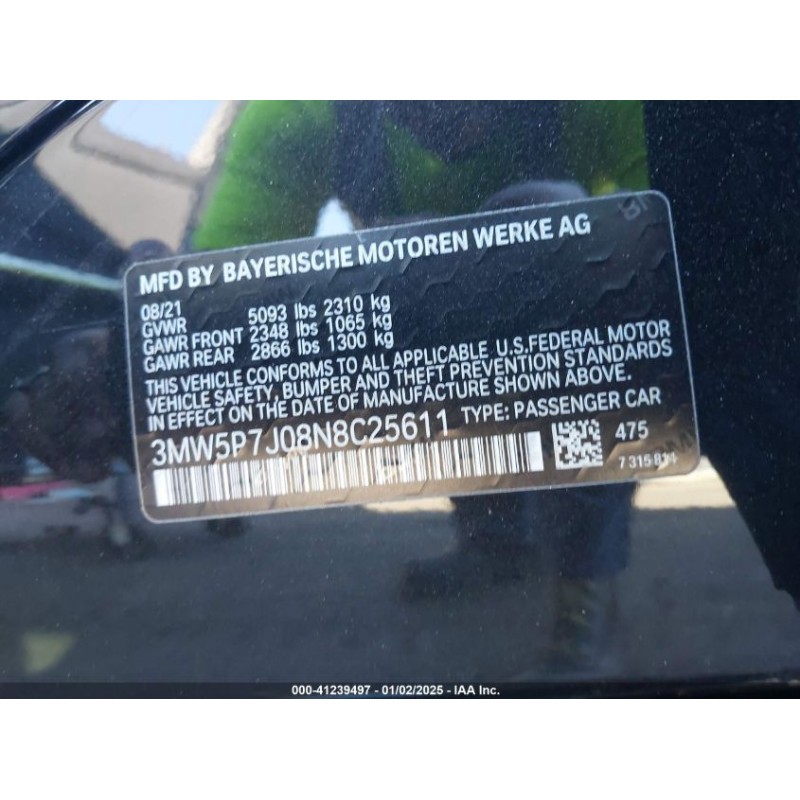 MFD BY BAYERISCHE MOTOREN WERKE AG
08/21
GVWR 5093 lbs 2310 kg
GAWR FRONT 2348 lbs 1065 kg
GAWR REAR 2866 lbs 1300 kg
THIS VEHICLE CONFORMS TO ALL APPLICABLE U.S.FEDERAL MOTOR
VEHICLE SAFETY, BUMPER AND THEFT PREVENTION STANDARDS
IN EFFECT ON THE DATE OF MANUFACTURE SHOWN ABOVE.
3MW5P7J08N8C25611 TYPE: PASSENGER CAR
475
000-41239497 - 01/02/2025 - IAA Inc.